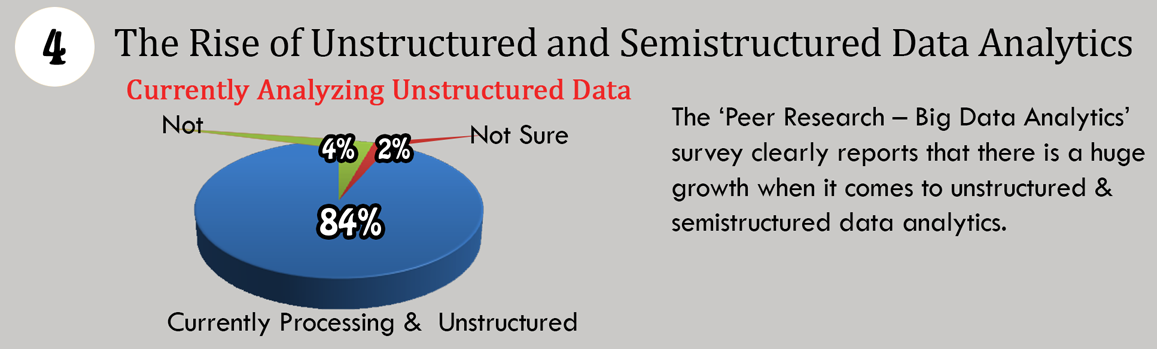 4
The Rise of Unstructured and Semistructured Data Analytics
Currently Analyzing Unstructured Data
Not
Not Sure
4%
2%
84%
Currently Processing & Unstructured
The ‘Peer Research – Big Data Analytics’
survey clearly reports that there is a huge
growth when it comes to unstructured &
semistructured data analytics.